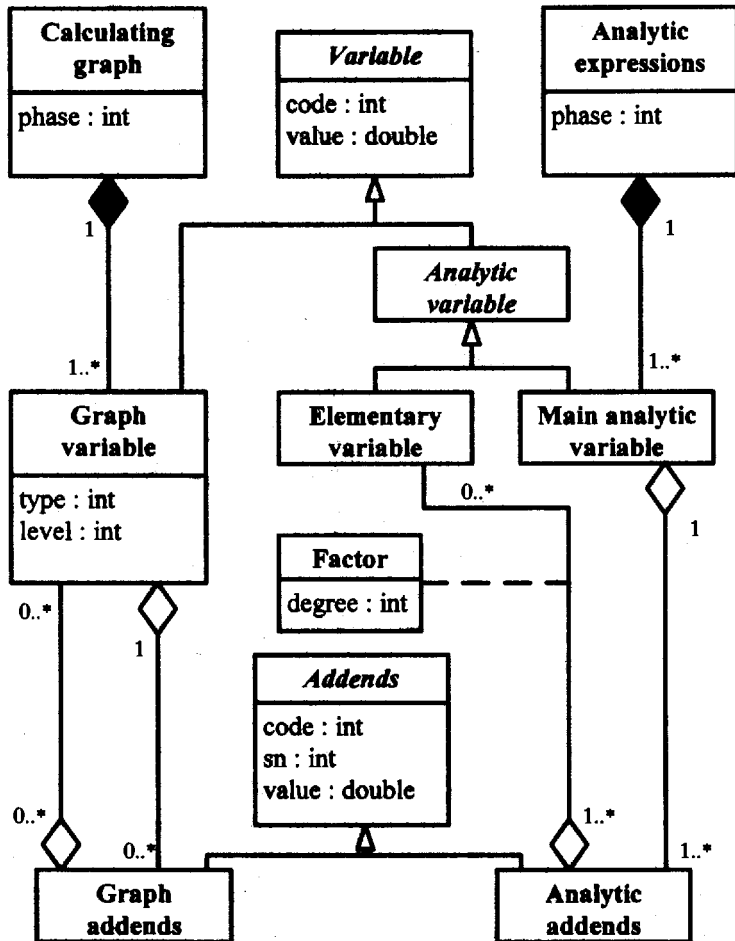 Calculating
graph
phase : int
Variable
code : int
value : double
Analytic
expressions
phase : int
1
1
Analytic
variable
1..*
1..*
Graph
variable
type : int
level : int
Elementary
variable
Main analytic
variable
0..*
1
Factor
degree : int
0..*
1
Addends
code : int
sn : int
value : double
0..*
0..*
1..*
1..*
Graph
addends
Analytic
addends